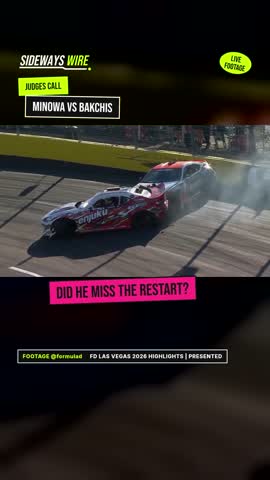 SIDEWAYS WIRE.
LIVE
FOOTAGE
JUDGES CALL
MINOWA VS BAKCHIS
enjuku
DID HE MISS THE RESTART?
FOOTAGE @formulad | FD LAS VEGAS 2026 HIGHLIGHTS | PRESENTED